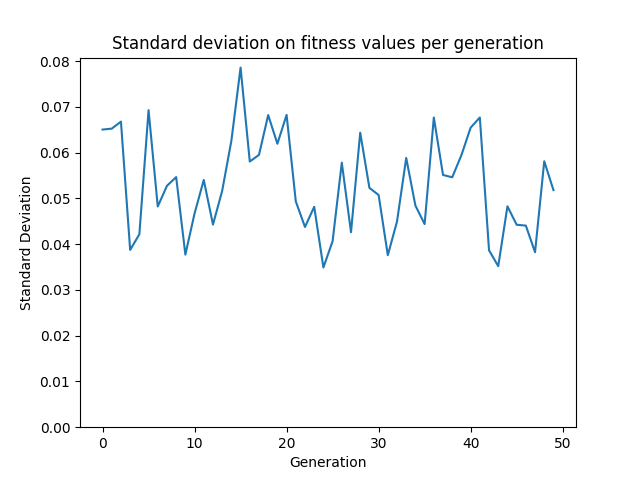 Standard deviation on fitness values per generation
Standard Deviation
0.08
0.07
0.06
0.05
0.04
0.03
0.02
0.01
0.00
0 10 20 30 40 50
Generation